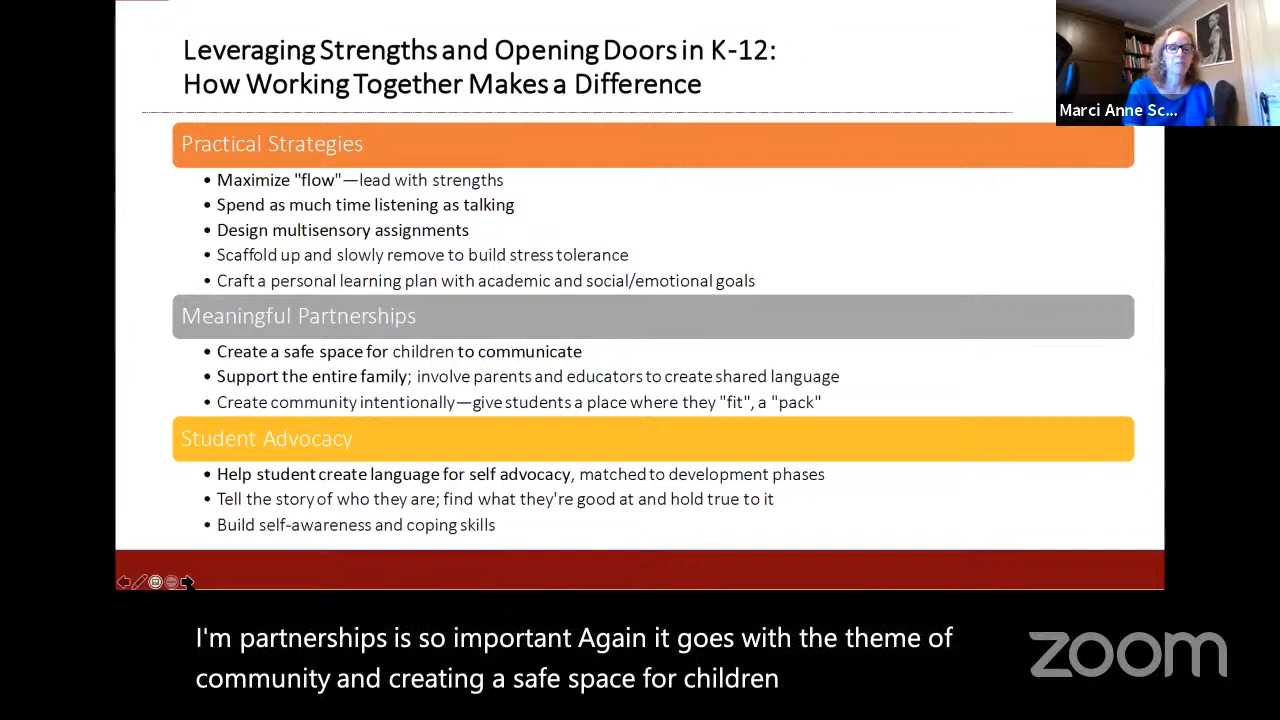 Leveraging Strengths and Opening Doors in K-12:
How Working Together Makes a Difference
Marci Anne Sc...
Practical Strategies
• Maximize "flow"—lead with strengths
• Spend as much time listening as talking
• Design multisensory assignments
• Scaffold up and slowly remove to build stress tolerance
• Craft a personal learning plan with academic and social/emotional goals
Meaningful Partnerships
• Create a safe space for children to communicate
• Support the entire family; involve parents and educators to create shared language
• Create community intentionally—give students a place where they "fit", a "pack"
Student Advocacy
• Help student create language for self advocacy, matched to development phases
• Tell the story of who they are; find what they're good at and hold true to it
• Build self-awareness and coping skills
I'm partnerships is so important Again it goes with the theme of
community and creating a safe space for children
zoom